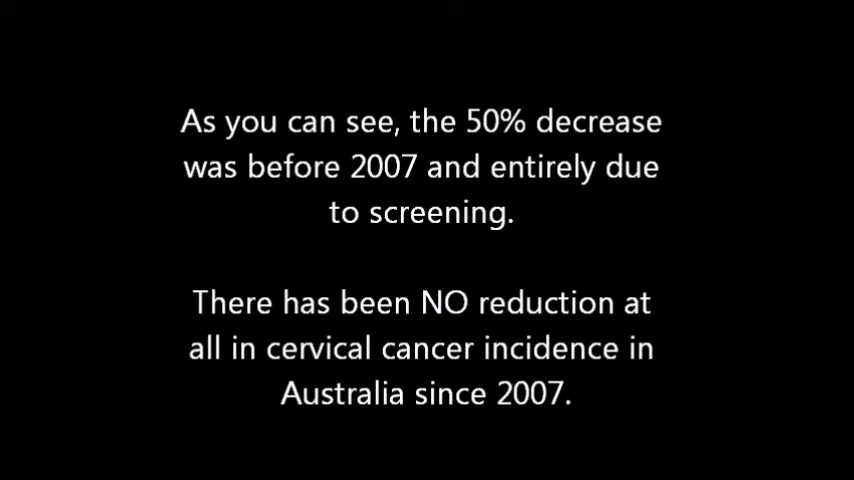 As you can see, the 50% decrease
was before 2007 and entirely due
to screening.
There has been NO reduction at
all in cervical cancer incidence in
Australia since 2007.